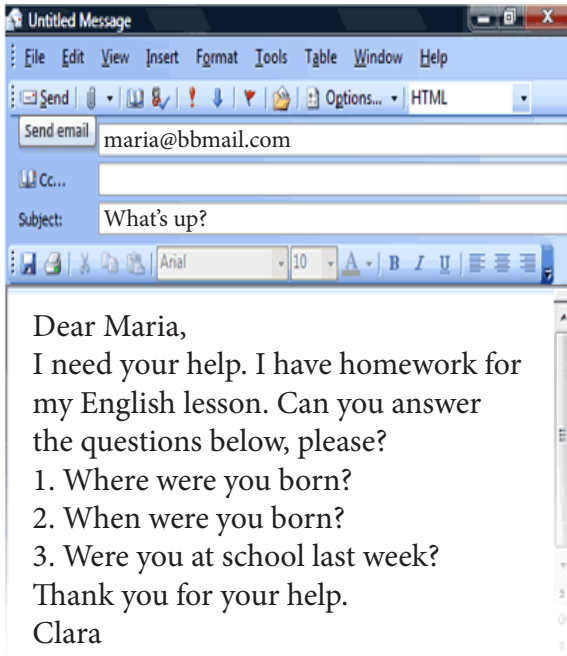 Untitled Message
File Edit View Insert Format Tools Table Window Help
Send Options... HTML
Send email maria@bbmail.com
Cc...
Subject: What's up?
Arial 10 A B I U
Dear Maria,
I need your help. I have homework for
my English lesson. Can you answer
the questions below, please?
1. Where were you born?
2. When were you born?
3. Were you at school last week?
Thank you for your help.
Clara